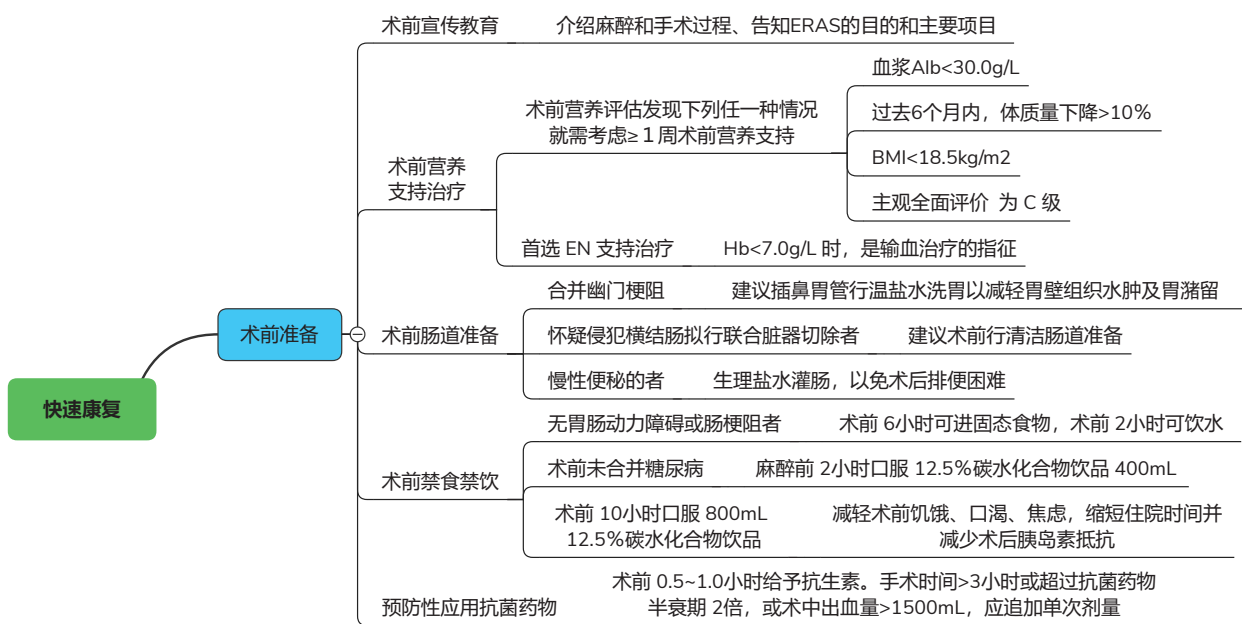 快速康复
术前准备
术前宣传教育
介绍麻醉和手术过程、告知ERAS的目的和主要项目
术前营养
支持治疗
术前营养评估发现下列任一种情况
就需考虑≥１周术前营养支持
血浆Alb<30.0g/L
过去6个月内，体质量下降>10%
BMI<18.5kg/m2
主观全面评价 为 C 级
首选 EN 支持治疗
Hb<7.0g/L 时，是输血治疗的指征
术前肠道准备
合并幽门梗阻
建议插鼻胃管行温盐水洗胃以减轻胃壁组织水肿及胃潴留
怀疑侵犯横结肠拟行联合脏器切除者
建议术前行清洁肠道准备
慢性便秘的者
生理盐水灌肠，以免术后排便困难
术前禁食禁饮
无胃肠动力障碍或肠梗阻者
术前 6小时可进固态食物，术前 2小时可饮水
术前未合并糖尿病
麻醉前 2小时口服 12.5%碳水化合物饮品 400mL
术前 10小时口服 800mL
12.5%碳水化合物饮品
减轻术前饥饿、口渴、焦虑，缩短住院时间并
减少术后胰岛素抵抗
预防性应用抗菌药物
术前 0.5~1.0小时给予抗生素。手术时间>3小时或超过抗菌药物
半衰期 2倍，或术中出血量>1500mL，应追加单次剂量